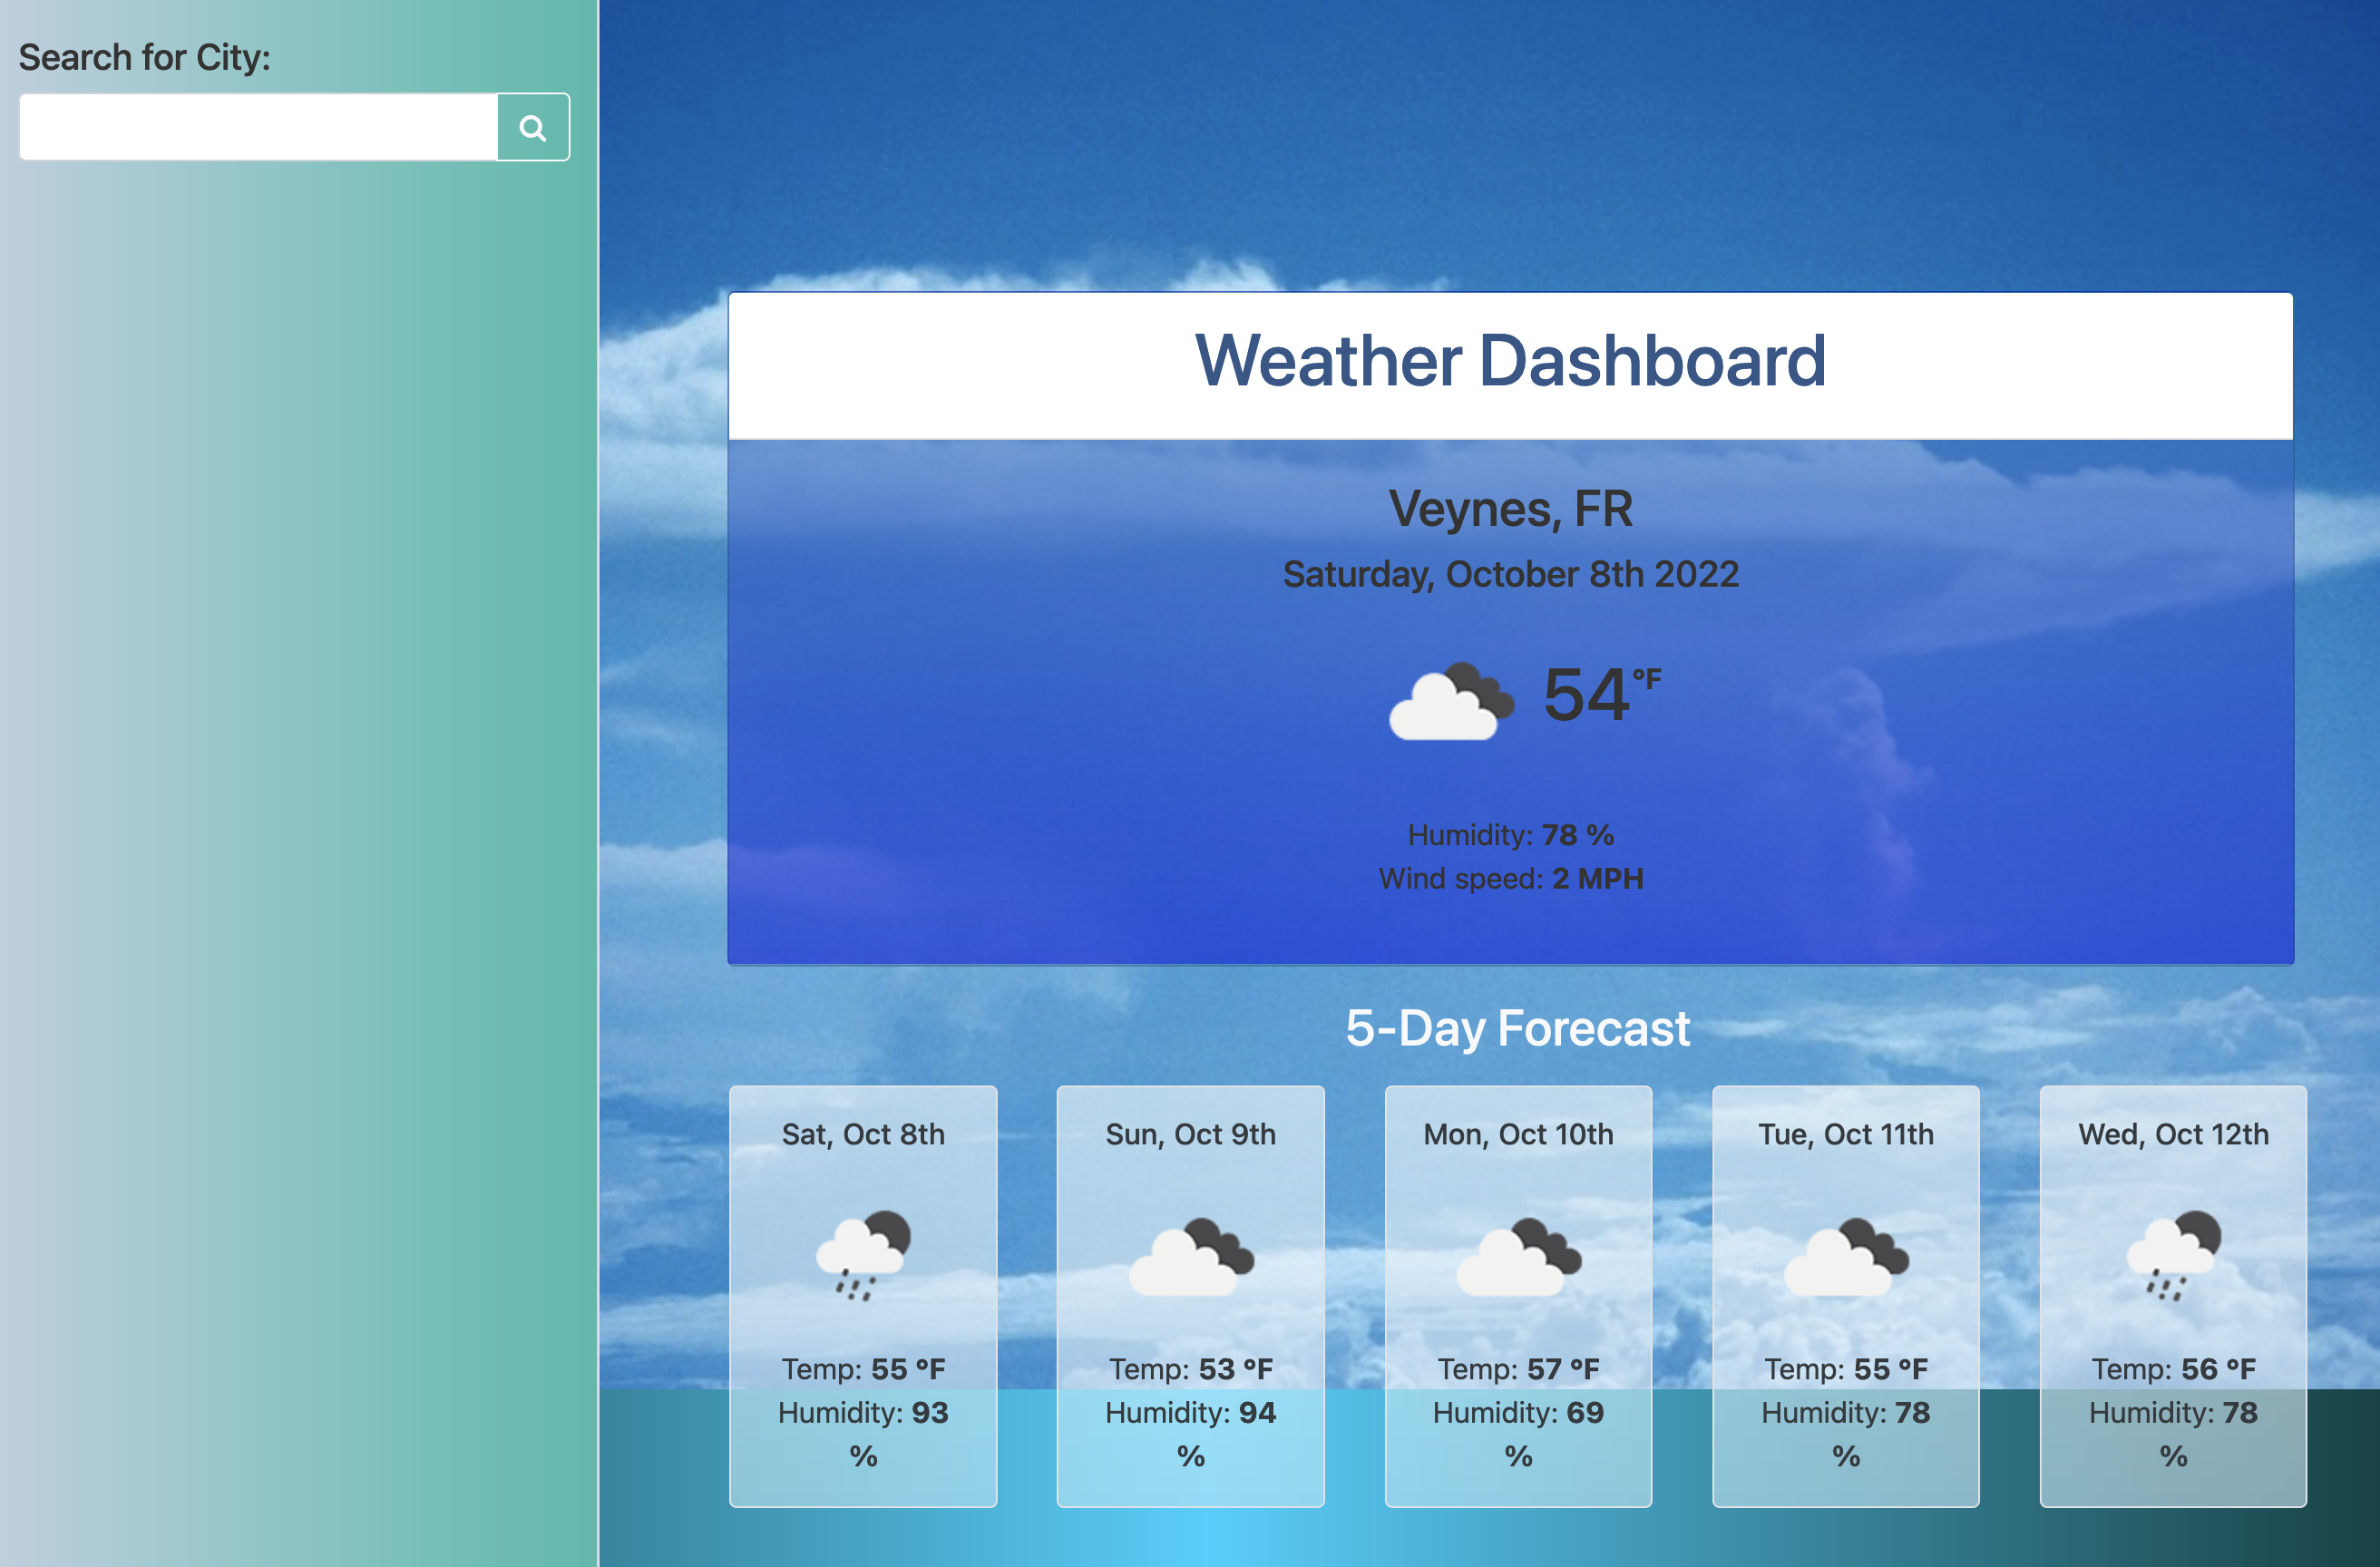 Search for City:
Weather Dashboard
Veynes, FR
Saturday, October 8th 2022
54°F
Humidity: 78 %
Wind speed: 2 MPH
5-Day Forecast
Sat, Oct 8th
Temp: 55 °F
Humidity: 93
%
Sun, Oct 9th
Temp: 53 °F
Humidity: 94
%
Mon, Oct 10th
Temp: 57 °F
Humidity: 69
%
Tue, Oct 11th
Temp: 55 °F
Humidity: 78
%
Wed, Oct 12th
Temp: 56 °F
Humidity: 78
%